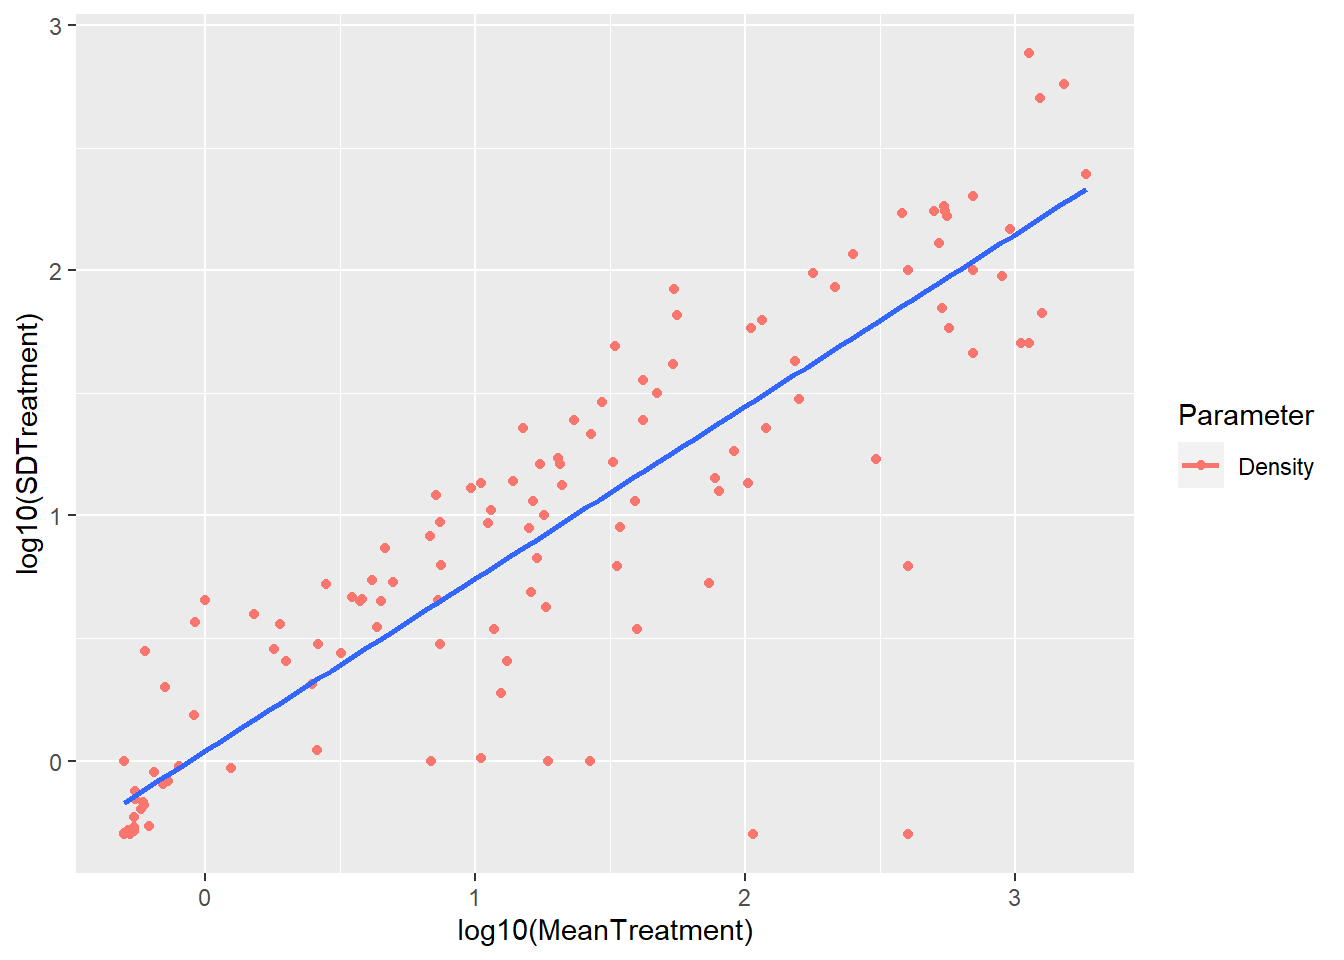 3
2
1
0
log10(SDTreatment)
0 1 2 3
log10(MeanTreatment)
Parameter
Density